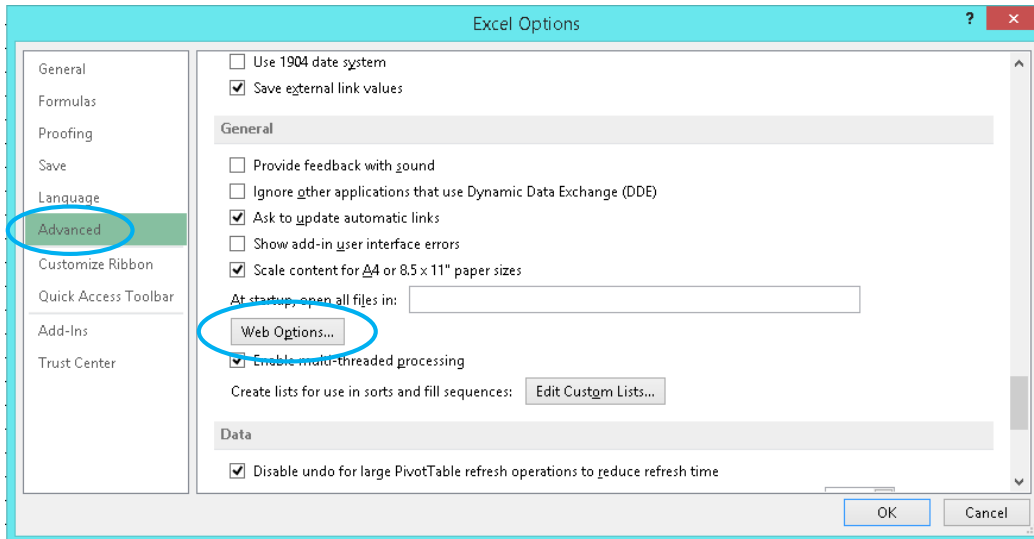 Excel Options
?
×
General
Formulas
Proofing
Save
Language
Advanced
Customize Ribbon
Quick Access Toolbar
Add-Ins
Trust Center
Use 1904 date system
Save external link values
General
Provide feedback with sound
Ignore other applications that use Dynamic Data Exchange (DDE)
Ask to update automatic links
Show add-in user interface errors
Scale content for A4 or 8.5 x 11" paper sizes
At startup, open all files in:
Web Options...
Enable multi-threaded processing
Create lists for use in sorts and fill sequences: Edit Custom Lists...
Data
Disable undo for large PivotTable refresh operations to reduce refresh time
OK Cancel